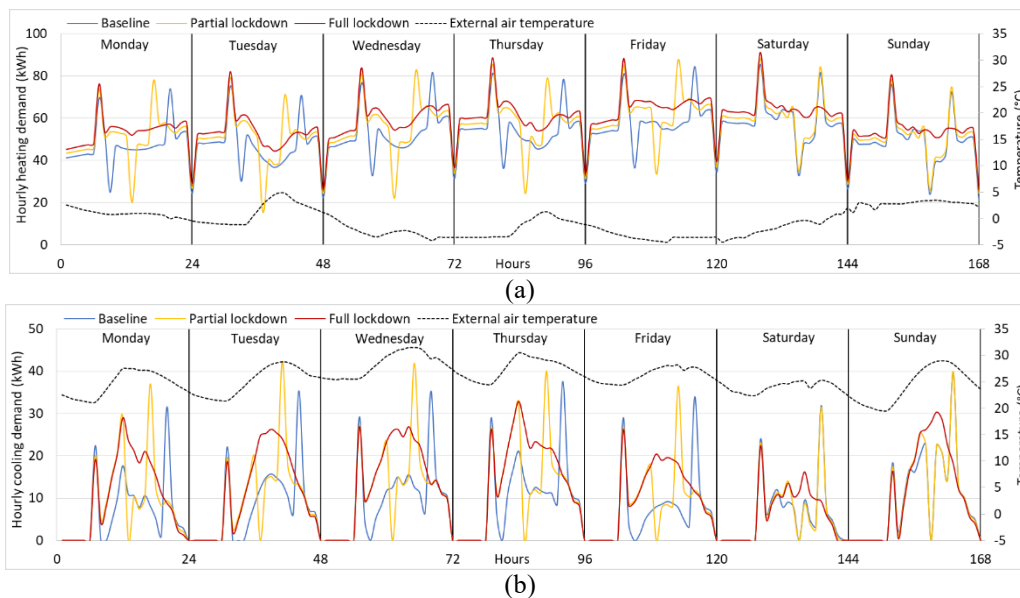 Baseline Partial lockdown Full lockdown External air temperature
Monday Tuesday Wednesday Thursday Friday Saturday Sunday
Hourly heating demand (kWh)
100
80
60
40
20
0
0 24 48 72 96 120 144 168
Hours
35
30
25
20
15
10
5
0
-5
Temperature (°C)
(a)
Baseline Partial lockdown Full lockdown External air temperature
Monday Tuesday Wednesday Thursday Friday Saturday Sunday
Hourly cooling demand (kWh)
50
40
30
20
10
0
0 24 48 72 96 120 144 168
Hours
35
30
25
20
15
10
5
0
-5
Temperature (°C)
(b)